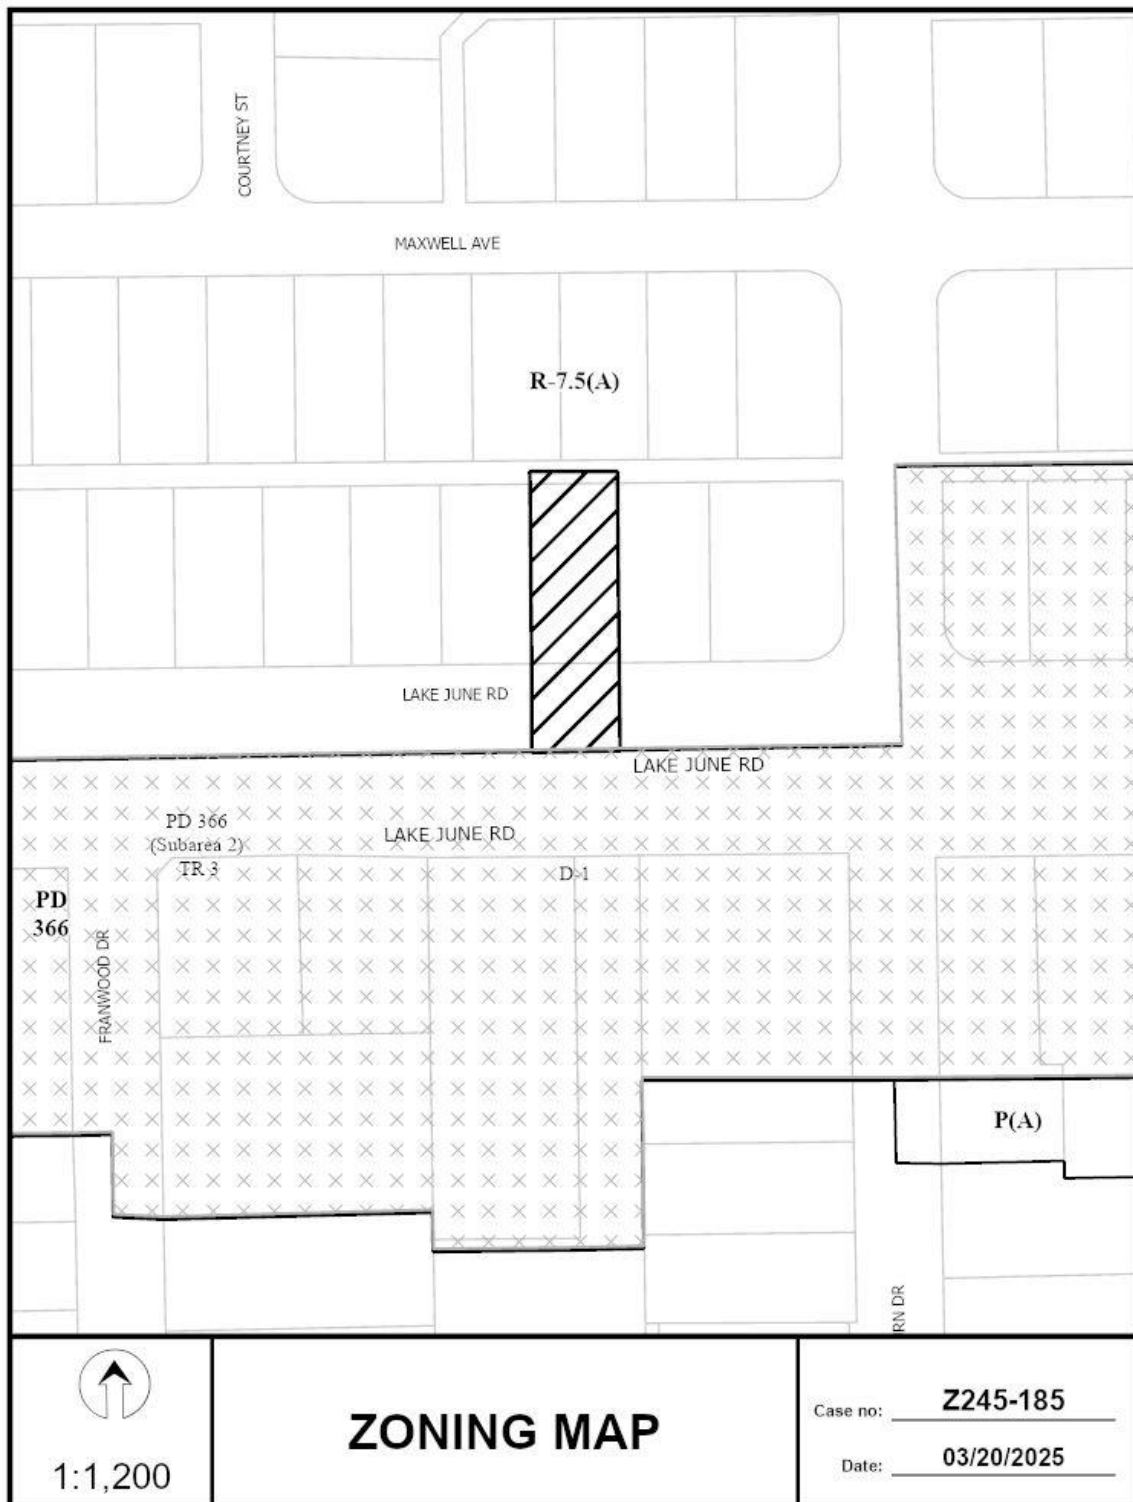 COURTNEY ST
MAXWELL AVE
R-7.5(A)
LAKE JUNE RD
LAKE JUNE RD
PD 366
(Subarea 2)
TR 3
LAKE JUNE RD
D-1
PD
366
FRANWOOD DR
P(A)
RN DR
1:1,200
ZONING MAP
Case no: Z245-185
Date: 03/20/2025